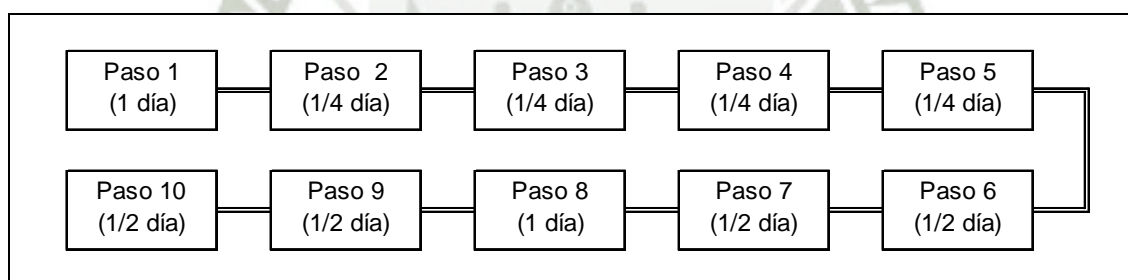 Paso 1
(1 día)
Paso 2
(1/4 día)
Paso 3
(1/4 día)
Paso 4
(1/4 día)
Paso 5
(1/4 día)
Paso 10
(1/2 día)
Paso 9
(1/2 día)
Paso 8
(1 día)
Paso 7
(1/2 día)
Paso 6
(1/2 día)